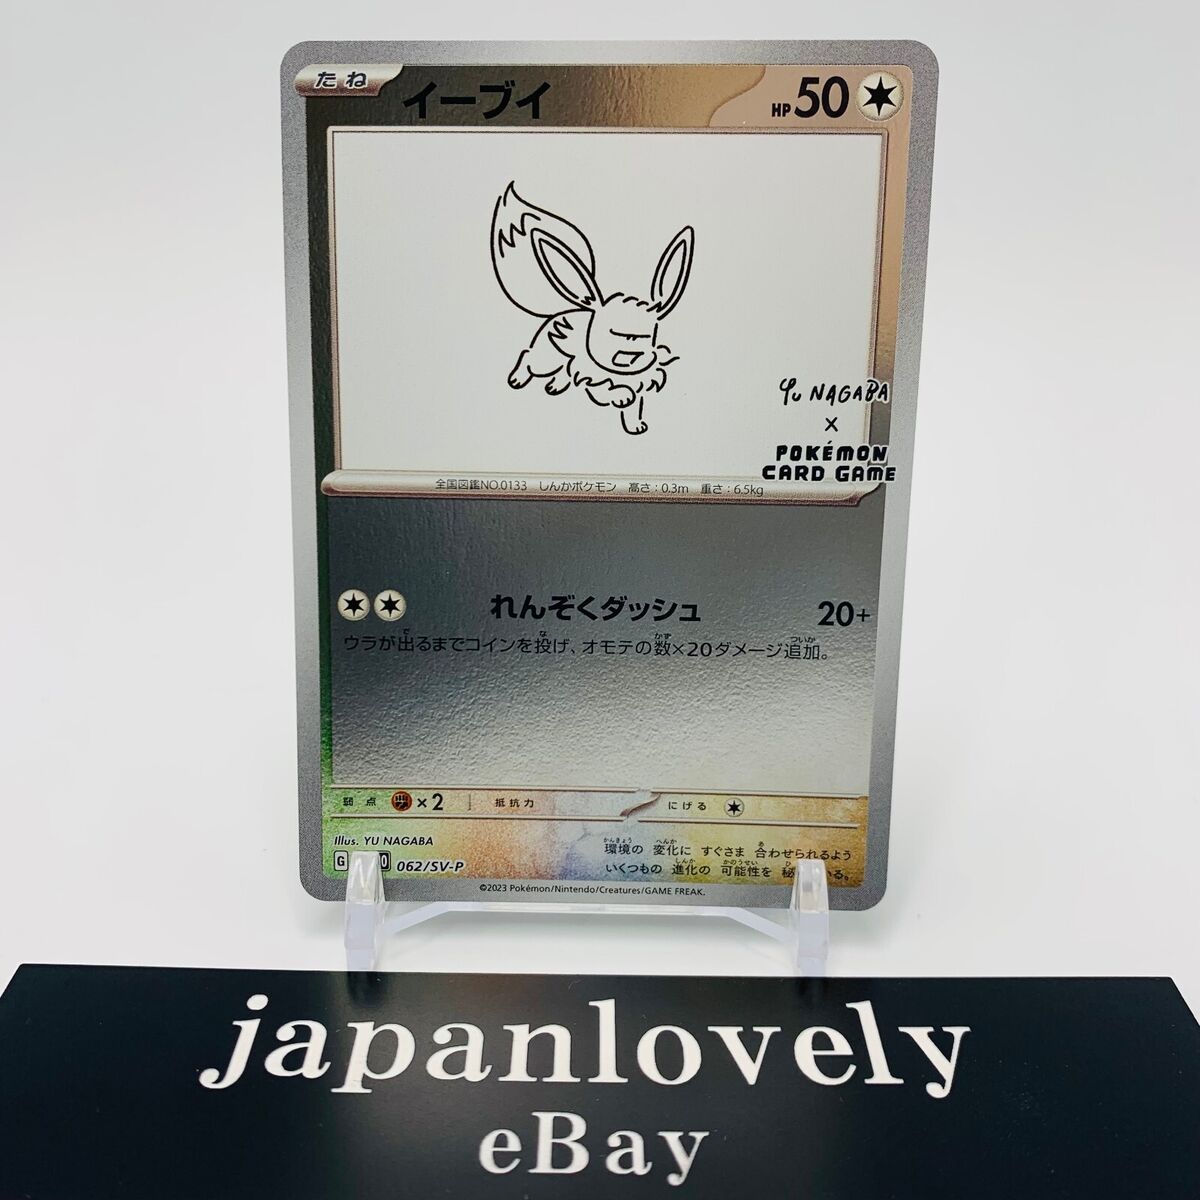 たね イーブイ HP 50
Yu NAGABA
×
POKÉMON
CARD GAME
全国図鑑NO.0133 しんかポケモン 高さ：0.3m 重さ：6.5kg
れんぞくダッシュ 20+
ウラが出るまでコインを投げ、オモテの数×20ダメージ追加。
弱点 ×2 抵抗力 にげる
Illus. YU NAGABA
環境の 変化に すぐさま 合わせられるよう
G 062/SV-P
いくつもの 進化の 可能性を
©2023 Pokémon/Nintendo/Creatures/GAME FREAK.
japanlovely
eBay